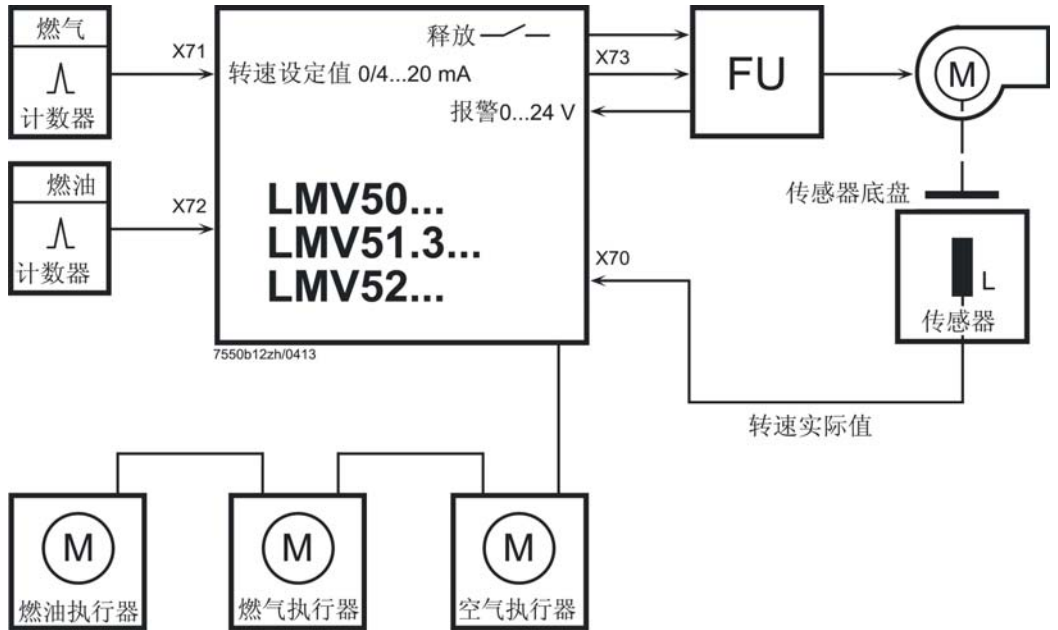 燃气
计数器
X71
燃油
计数器
X72
释放
转速设定值 0/4...20 mA
报警0...24 V
LMV50...
LMV51.3...
LMV52...
7550b12zh/0413
X73
FU
M
传感器底盘
L
传感器
X70
转速实际值
M
燃油执行器
M
燃气执行器
M
空气执行器